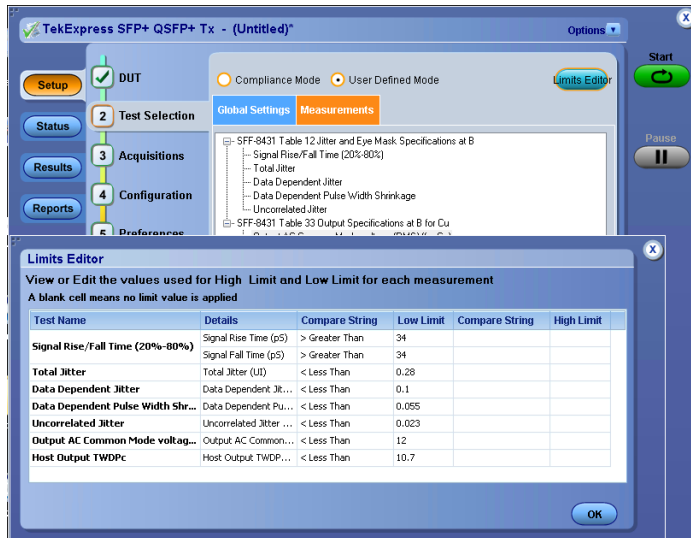 TekExpress SFP+ QSFP+ Tx - (Untitled)*
Options
Start
Setup
DUT
Compliance Mode
User Defined Mode
Limits Editor
2 Test Selection
Global Settings
Measurements
Status
SFF-8431 Table 12 Jitter and Eye Mask Specifications at B
Pause
Signal Rise/Fall Time (20%-80%)
3 Acquisitions
Total Jitter
Results
Data Dependent Jitter
4 Configuration
Data Dependent Pulse Width Shrinkage
Reports
Uncorrelated Jitter
SFF-8431 Table 33 Output Specifications at B for Cu
5 Preferences
Limits Editor
View or Edit the values used for High Limit and Low Limit for each measurement
A blank cell means no limit value is applied
Test Name Details Compare String Low Limit Compare String High Limit
Signal Rise/Fall Time (20%-80%) Signal Rise Time (pS) > Greater Than 34
Signal Fall Time (pS) > Greater Than 34
Total Jitter Total Jitter (UI) < Less Than 0.28
Data Dependent Jitter Data Dependent Jit... < Less Than 0.1
Data Dependent Pulse Width Shr... Data Dependent Pu... < Less Than 0.055
Uncorrelated Jitter Uncorrelated Jitter ... < Less Than 0.023
Output AC Common Mode voltag... Output AC Common... < Less Than 12
Host Output TWDPc Host Output TWDP... < Less Than 10.7
OK